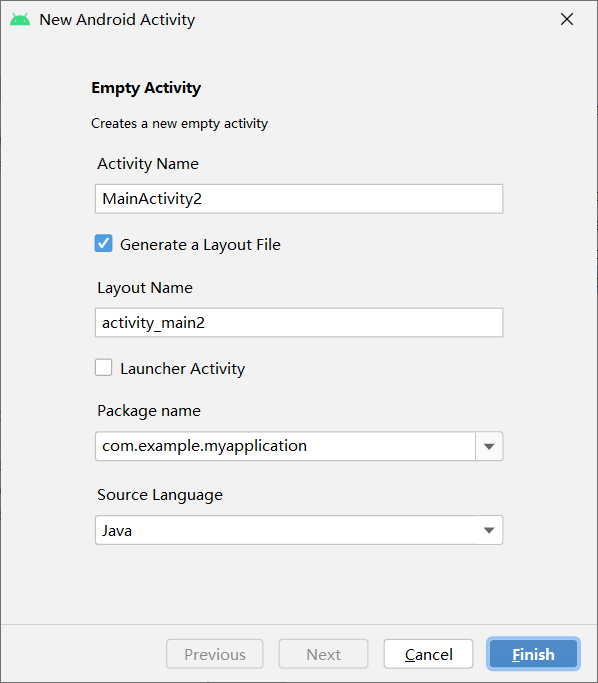 New Android Activity
Empty Activity
Creates a new empty activity
Activity Name
MainActivity2
Generate a Layout File
Layout Name
activity_main2
Launcher Activity
Package name
com.example.myapplication
Source Language
Java
Previous Next Cancel Finish